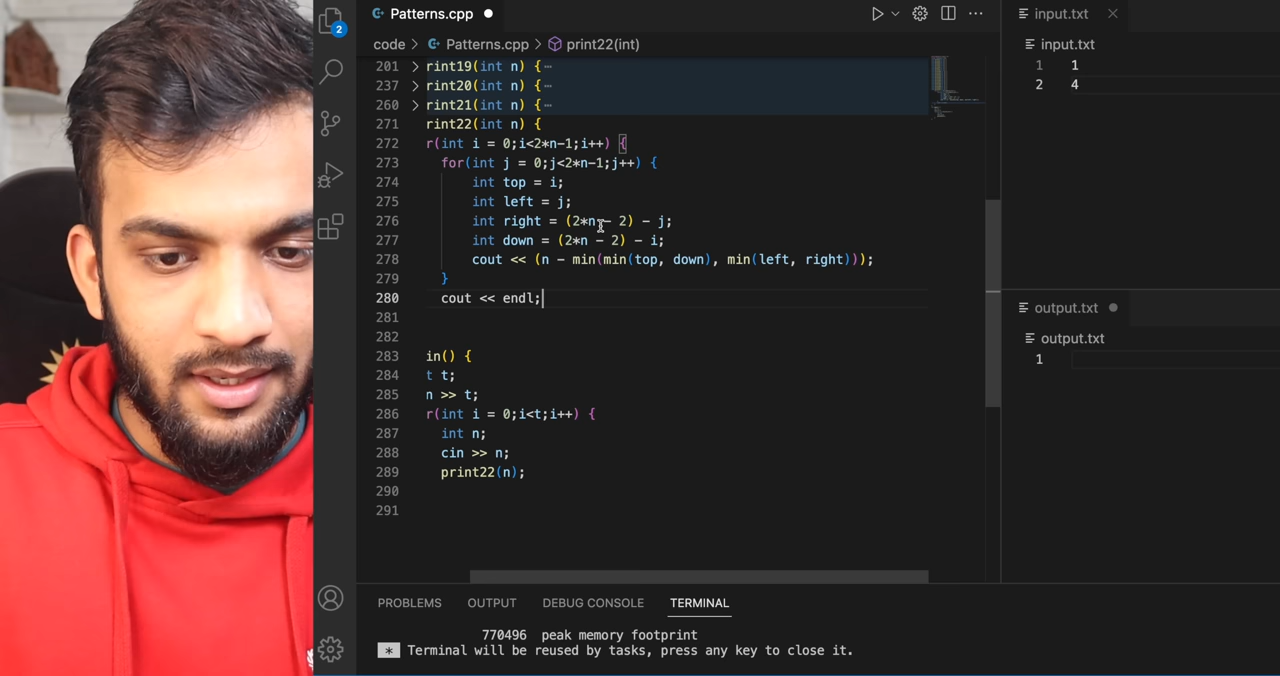 Patterns.cpp
code > Patterns.cpp > print22(int)
201 rint19(int n) {
237 rint20(int n) {
260 rint21(int n) {
271 rint22(int n) {
272 r(int i = 0;i<2*n-1;i++) {
273 for(int j = 0;j<2*n-1;j++) {
274 int top = i;
275 int left = j;
276 int right = (2*n - 2) - j;
277 int down = (2*n - 2) - i;
278 cout << (n - min(min(top, down), min(left, right)));
279 }
280 cout << endl;
281
282
283 in() {
284 t t;
285 n >> t;
286 r(int i = 0;i<t;i++) {
287 int n;
288 cin >> n;
289 print22(n);
290
291
input.txt
input.txt
1 1
2 4
output.txt
output.txt
1
2
PROBLEMS OUTPUT DEBUG CONSOLE TERMINAL
770496 peak memory footprint
* Terminal will be reused by tasks, press any key to close it.